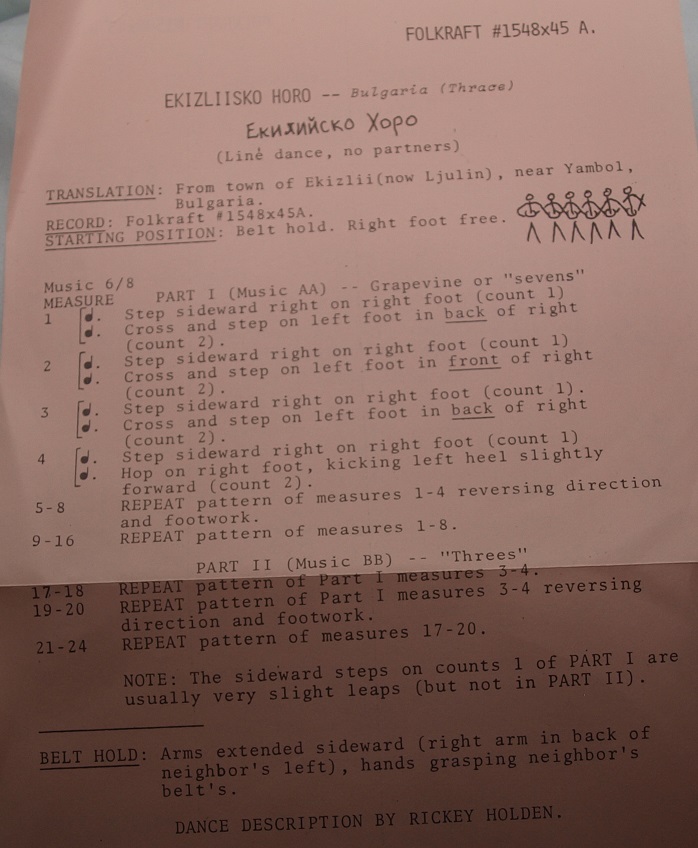 FOLKRAFT #1548x45 A.
EKIZLIISKO HORO -- Bulgaria (Thrace)
Екизлийско Хоро
(Line dance, no partners)
TRANSLATION: From town of Ekizlii(now Ljulin), near Yambol,
Bulgaria.
RECORD: Folkraft #1548x45A.
STARTING POSITION: Belt hold. Right foot free.
Music 6/8
MEASURE PART I (Music AA) -- Grapevine or "sevens"
1 Step sideward right on right foot (count 1)
Cross and step on left foot in back of right
(count 2).
2 Step sideward right on right foot (count 1)
Cross and step on left foot in front of right
(count 2).
3 Step sideward right on right foot (count 1).
Cross and step on left foot in back of right
(count 2).
4 Step sideward right on right foot (count 1)
Hop on right foot, kicking left heel slightly
forward (count 2).
5-8 REPEAT pattern of measures 1-4 reversing direction
and footwork.
9-16 REPEAT pattern of measures 1-8.
PART II (Music BB) -- "Threes"
17-18 REPEAT pattern of Part I measures 3-4.
19-20 REPEAT pattern of Part I measures 3-4 reversing
direction and footwork.
21-24 REPEAT pattern of measures 17-20.
NOTE: The sideward steps on counts 1 of PART I are
usually very slight leaps (but not in PART II).
BELT HOLD: Arms extended sideward (right arm in back of
neighbor's left), hands grasping neighbor's
belt's.
DANCE DESCRIPTION BY RICKEY HOLDEN.